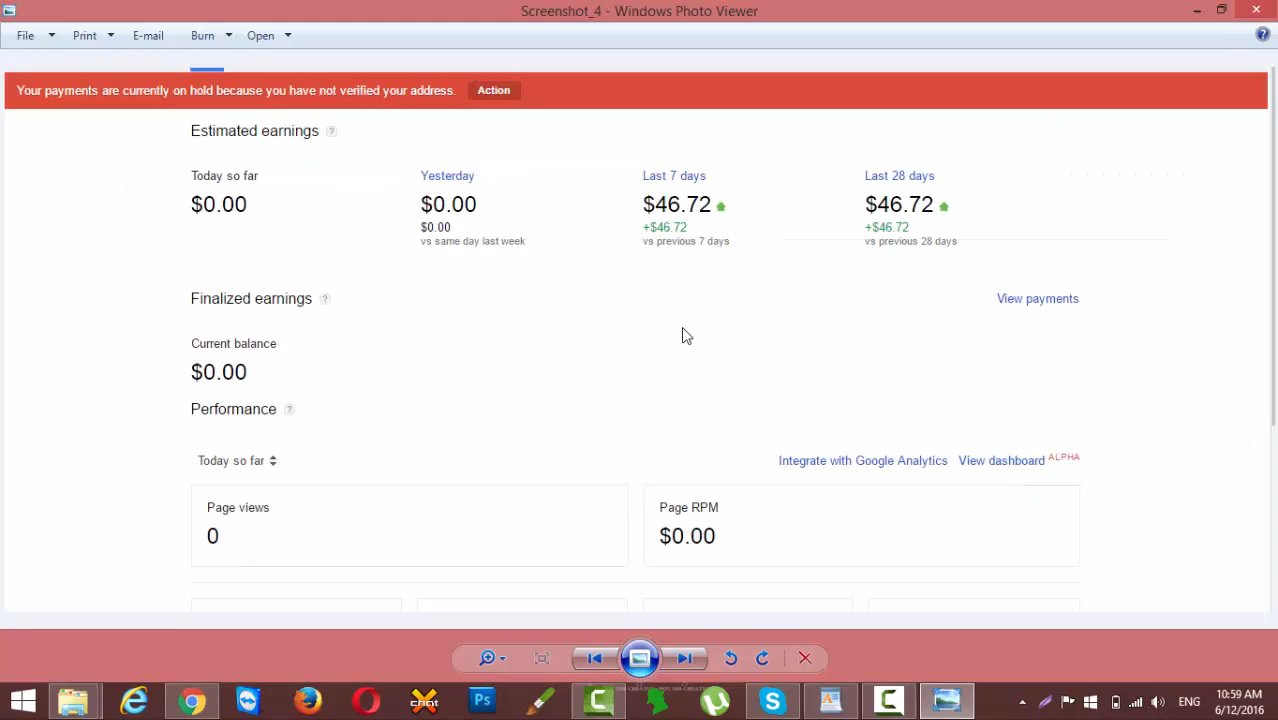 Screenshot_4 - Windows Photo Viewer
File Print E-mail Burn Open
Your payments are currently on hold because you have not verified your address. Action
Estimated earnings ?
Today so far Yesterday Last 7 days Last 28 days
$0.00 $0.00 $46.72 $46.72
$0.00 +$46.72 +$46.72
vs same day last week vs previous 7 days vs previous 28 days
Finalized earnings ? View payments
Current balance
$0.00
Performance ?
Today so far Integrate with Google Analytics View dashboard ALPHA
Page views Page RPM
0 $0.00
chat Ps
ENG
10:59 AM
6/12/2016